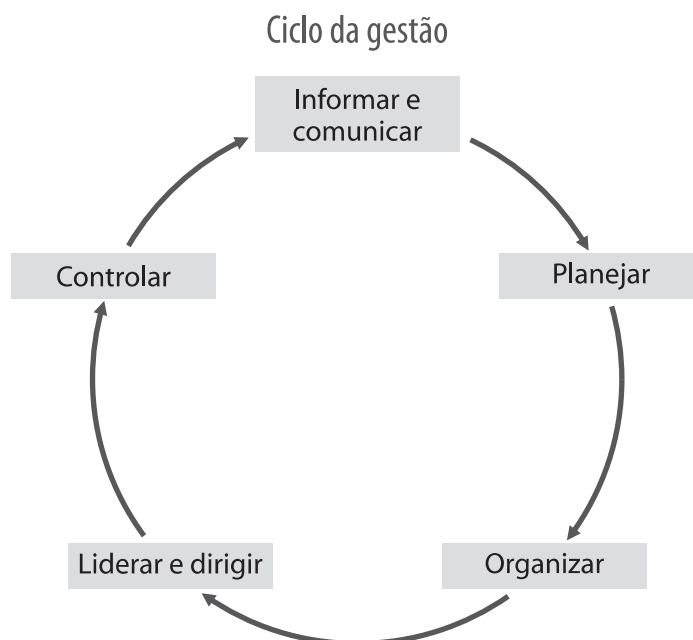 Ciclo da gestão
Informar e
comunicar
Planejar
Organizar
Liderar e dirigir
Controlar